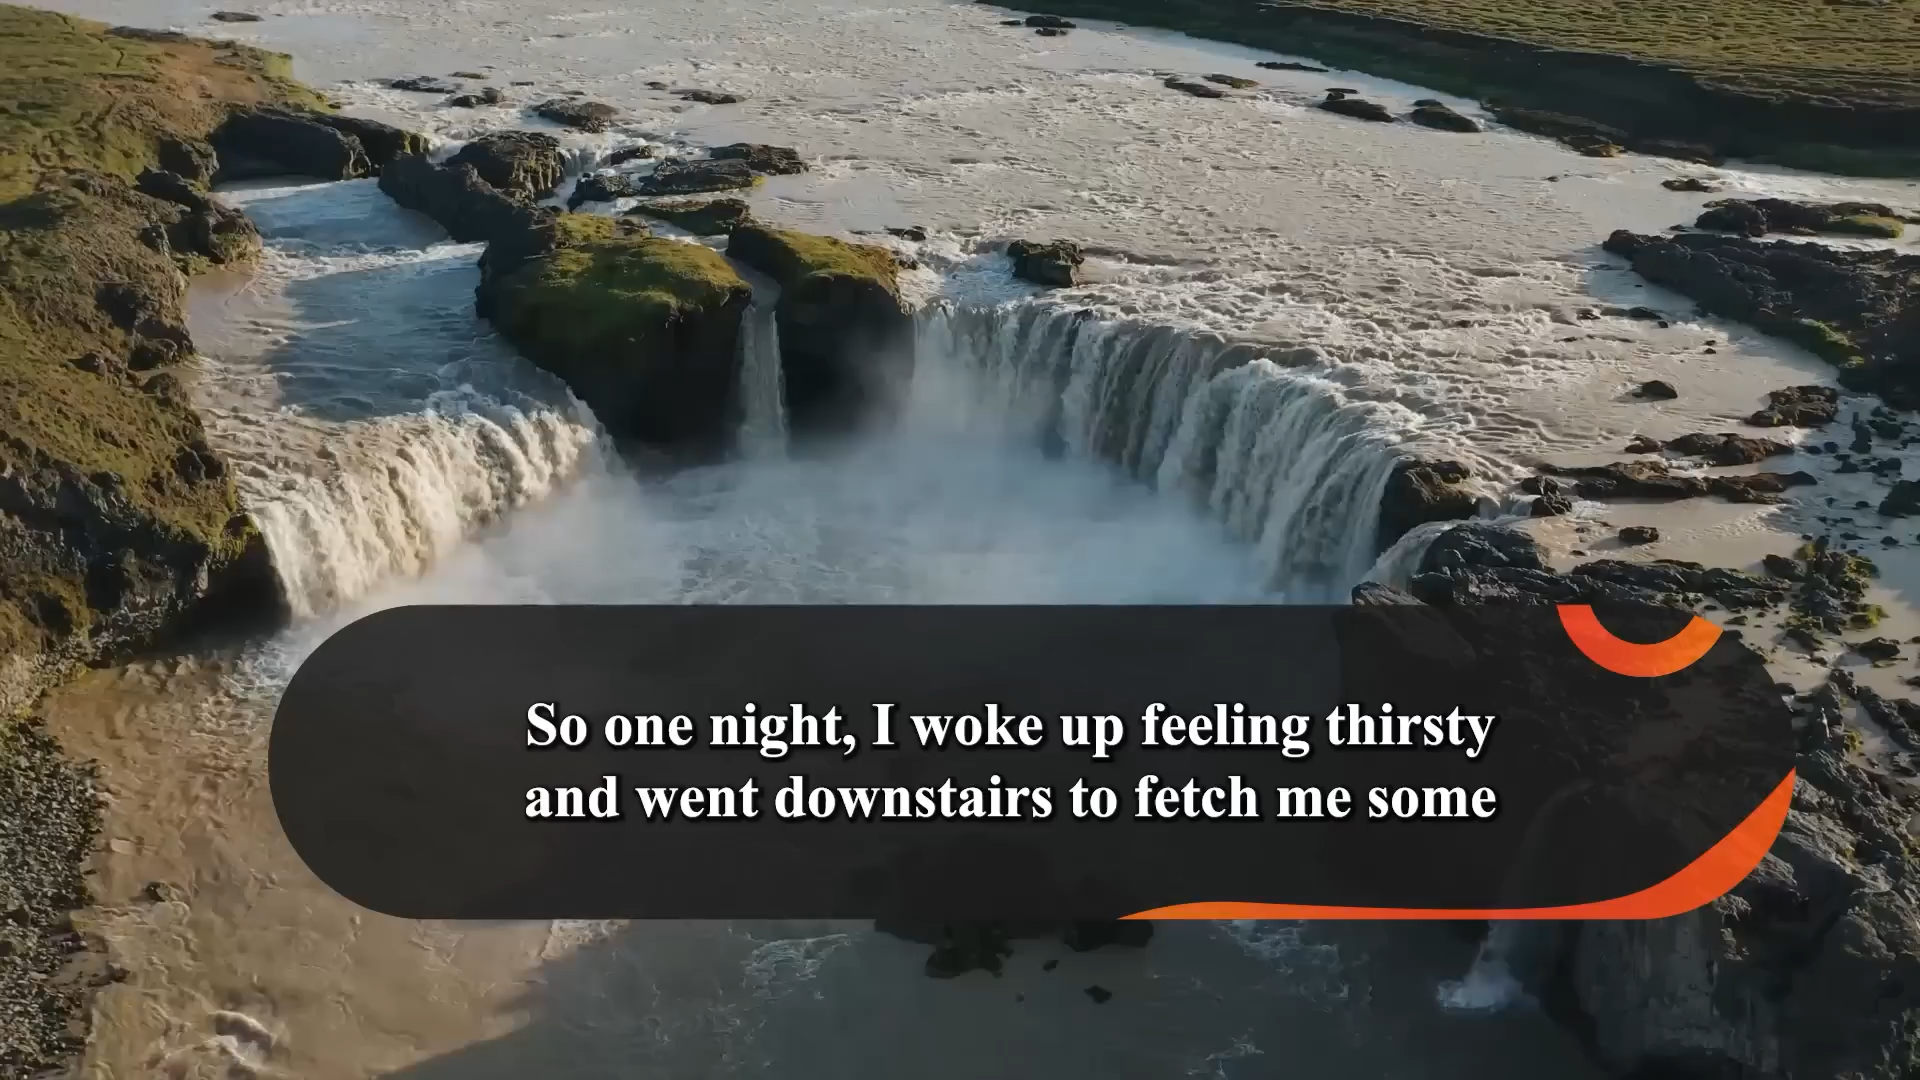 So one night, I woke up feeling thirsty
and went downstairs to fetch me some